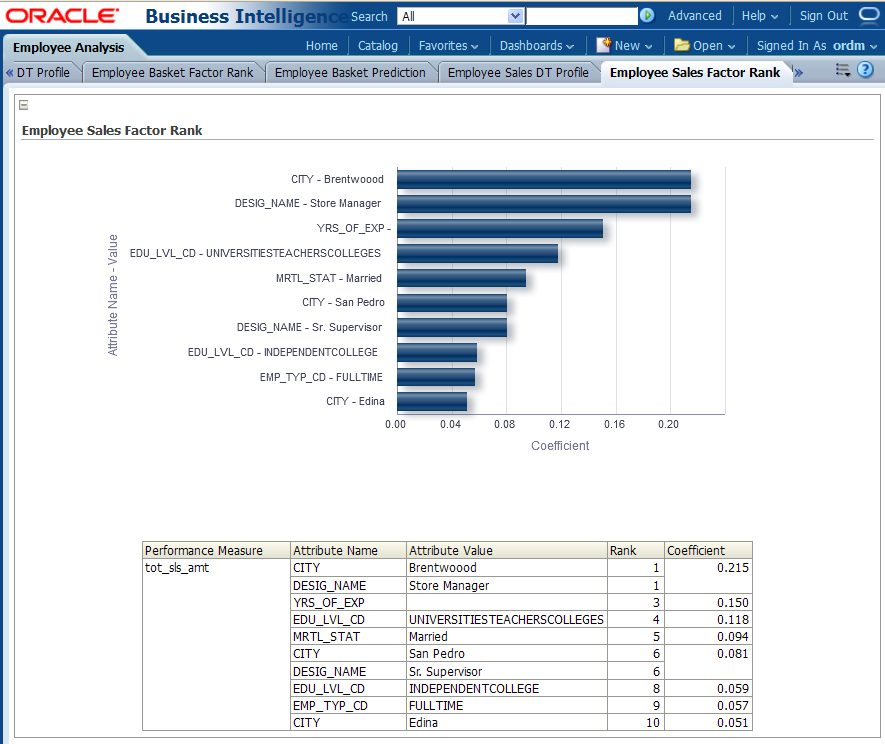 ORACLE Business Intelligence Search All Advanced Help Sign Out
Employee Analysis Home Catalog Favorites Dashboards New Open Signed In As ordm
« DT Profile Employee Basket Factor Rank Employee Basket Prediction Employee Sales DT Profile Employee Sales Factor Rank »
Employee Sales Factor Rank
Attribute Name - Value
CITY - Brentwoood
DESIG_NAME - Store Manager
YRS_OF_EXP -
EDU_LVL_CD - UNIVERSITIESTEACHERSCOLLEGES
MRTL_STAT - Married
CITY - San Pedro
DESIG_NAME - Sr. Supervisor
EDU_LVL_CD - INDEPENDENTCOLLEGE
EMP_TYP_CD - FULLTIME
CITY - Edina
0.00 0.04 0.08 0.12 0.16 0.20
Coefficient
Performance Measure Attribute Name Attribute Value Rank Coefficient
tot_sls_amt CITY Brentwoood 1 0.215
DESIG_NAME Store Manager 1
YRS_OF_EXP 3 0.150
EDU_LVL_CD UNIVERSITIESTEACHERSCOLLEGES 4 0.118
MRTL_STAT Married 5 0.094
CITY San Pedro 6 0.081
DESIG_NAME Sr. Supervisor 6
EDU_LVL_CD INDEPENDENTCOLLEGE 8 0.059
EMP_TYP_CD FULLTIME 9 0.057
CITY Edina 10 0.051